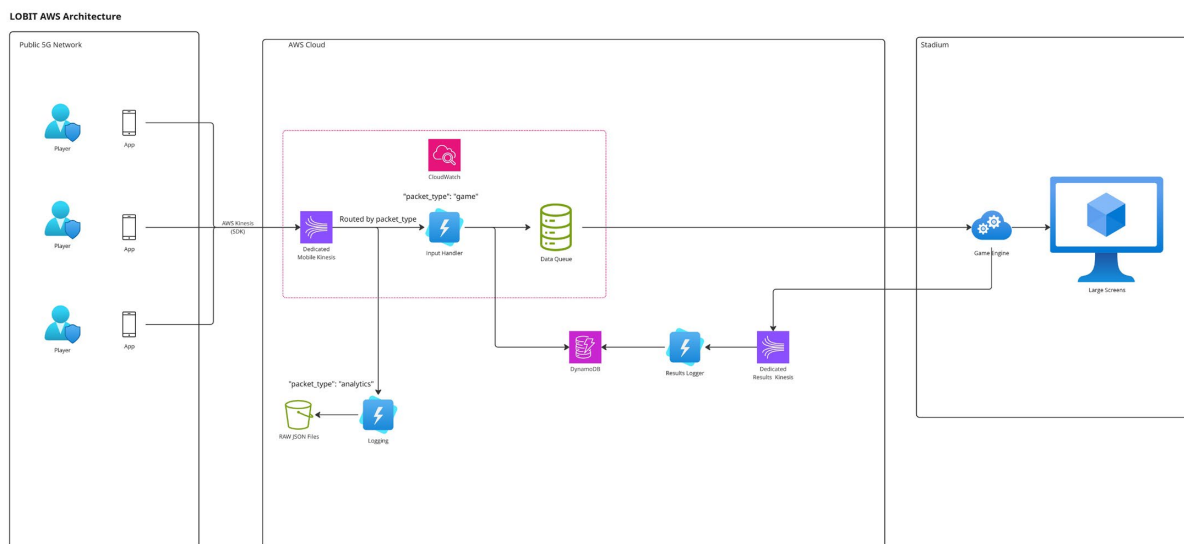 LOBIT AWS Architecture
Public 5G Network
AWS Cloud
Stadium
Player
App
Player
App
Player
App
AWS Kinesis
(SDK)
CloudWatch
"packet_type": "game"
Routed by packet_type
Dedicated
Mobile Kinesis
Input Handler
Data Queue
Game Engine
Large Screens
DynamoDB
Results Logger
Dedicated
Results Kinesis
"packet_type": "analytics"
RAW JSON Files
Logging